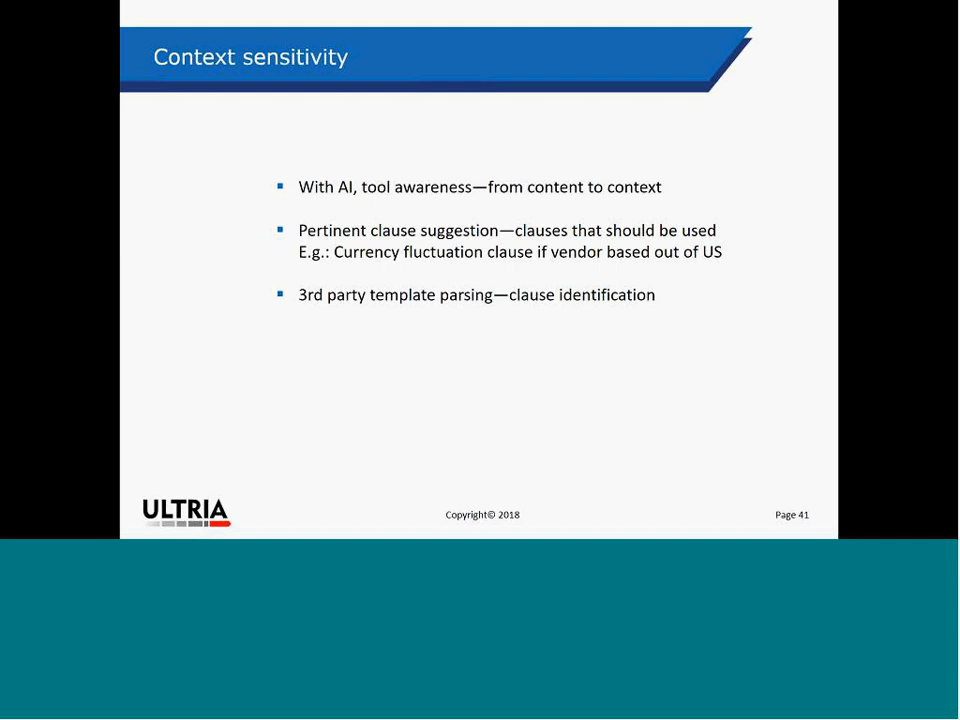 Context sensitivity
▪ With AI, tool awareness—from content to context
▪ Pertinent clause suggestion—clauses that should be used
E.g.: Currency fluctuation clause if vendor based out of US
▪ 3rd party template parsing—clause identification
ULTRIA
Copyright© 2018
Page 41